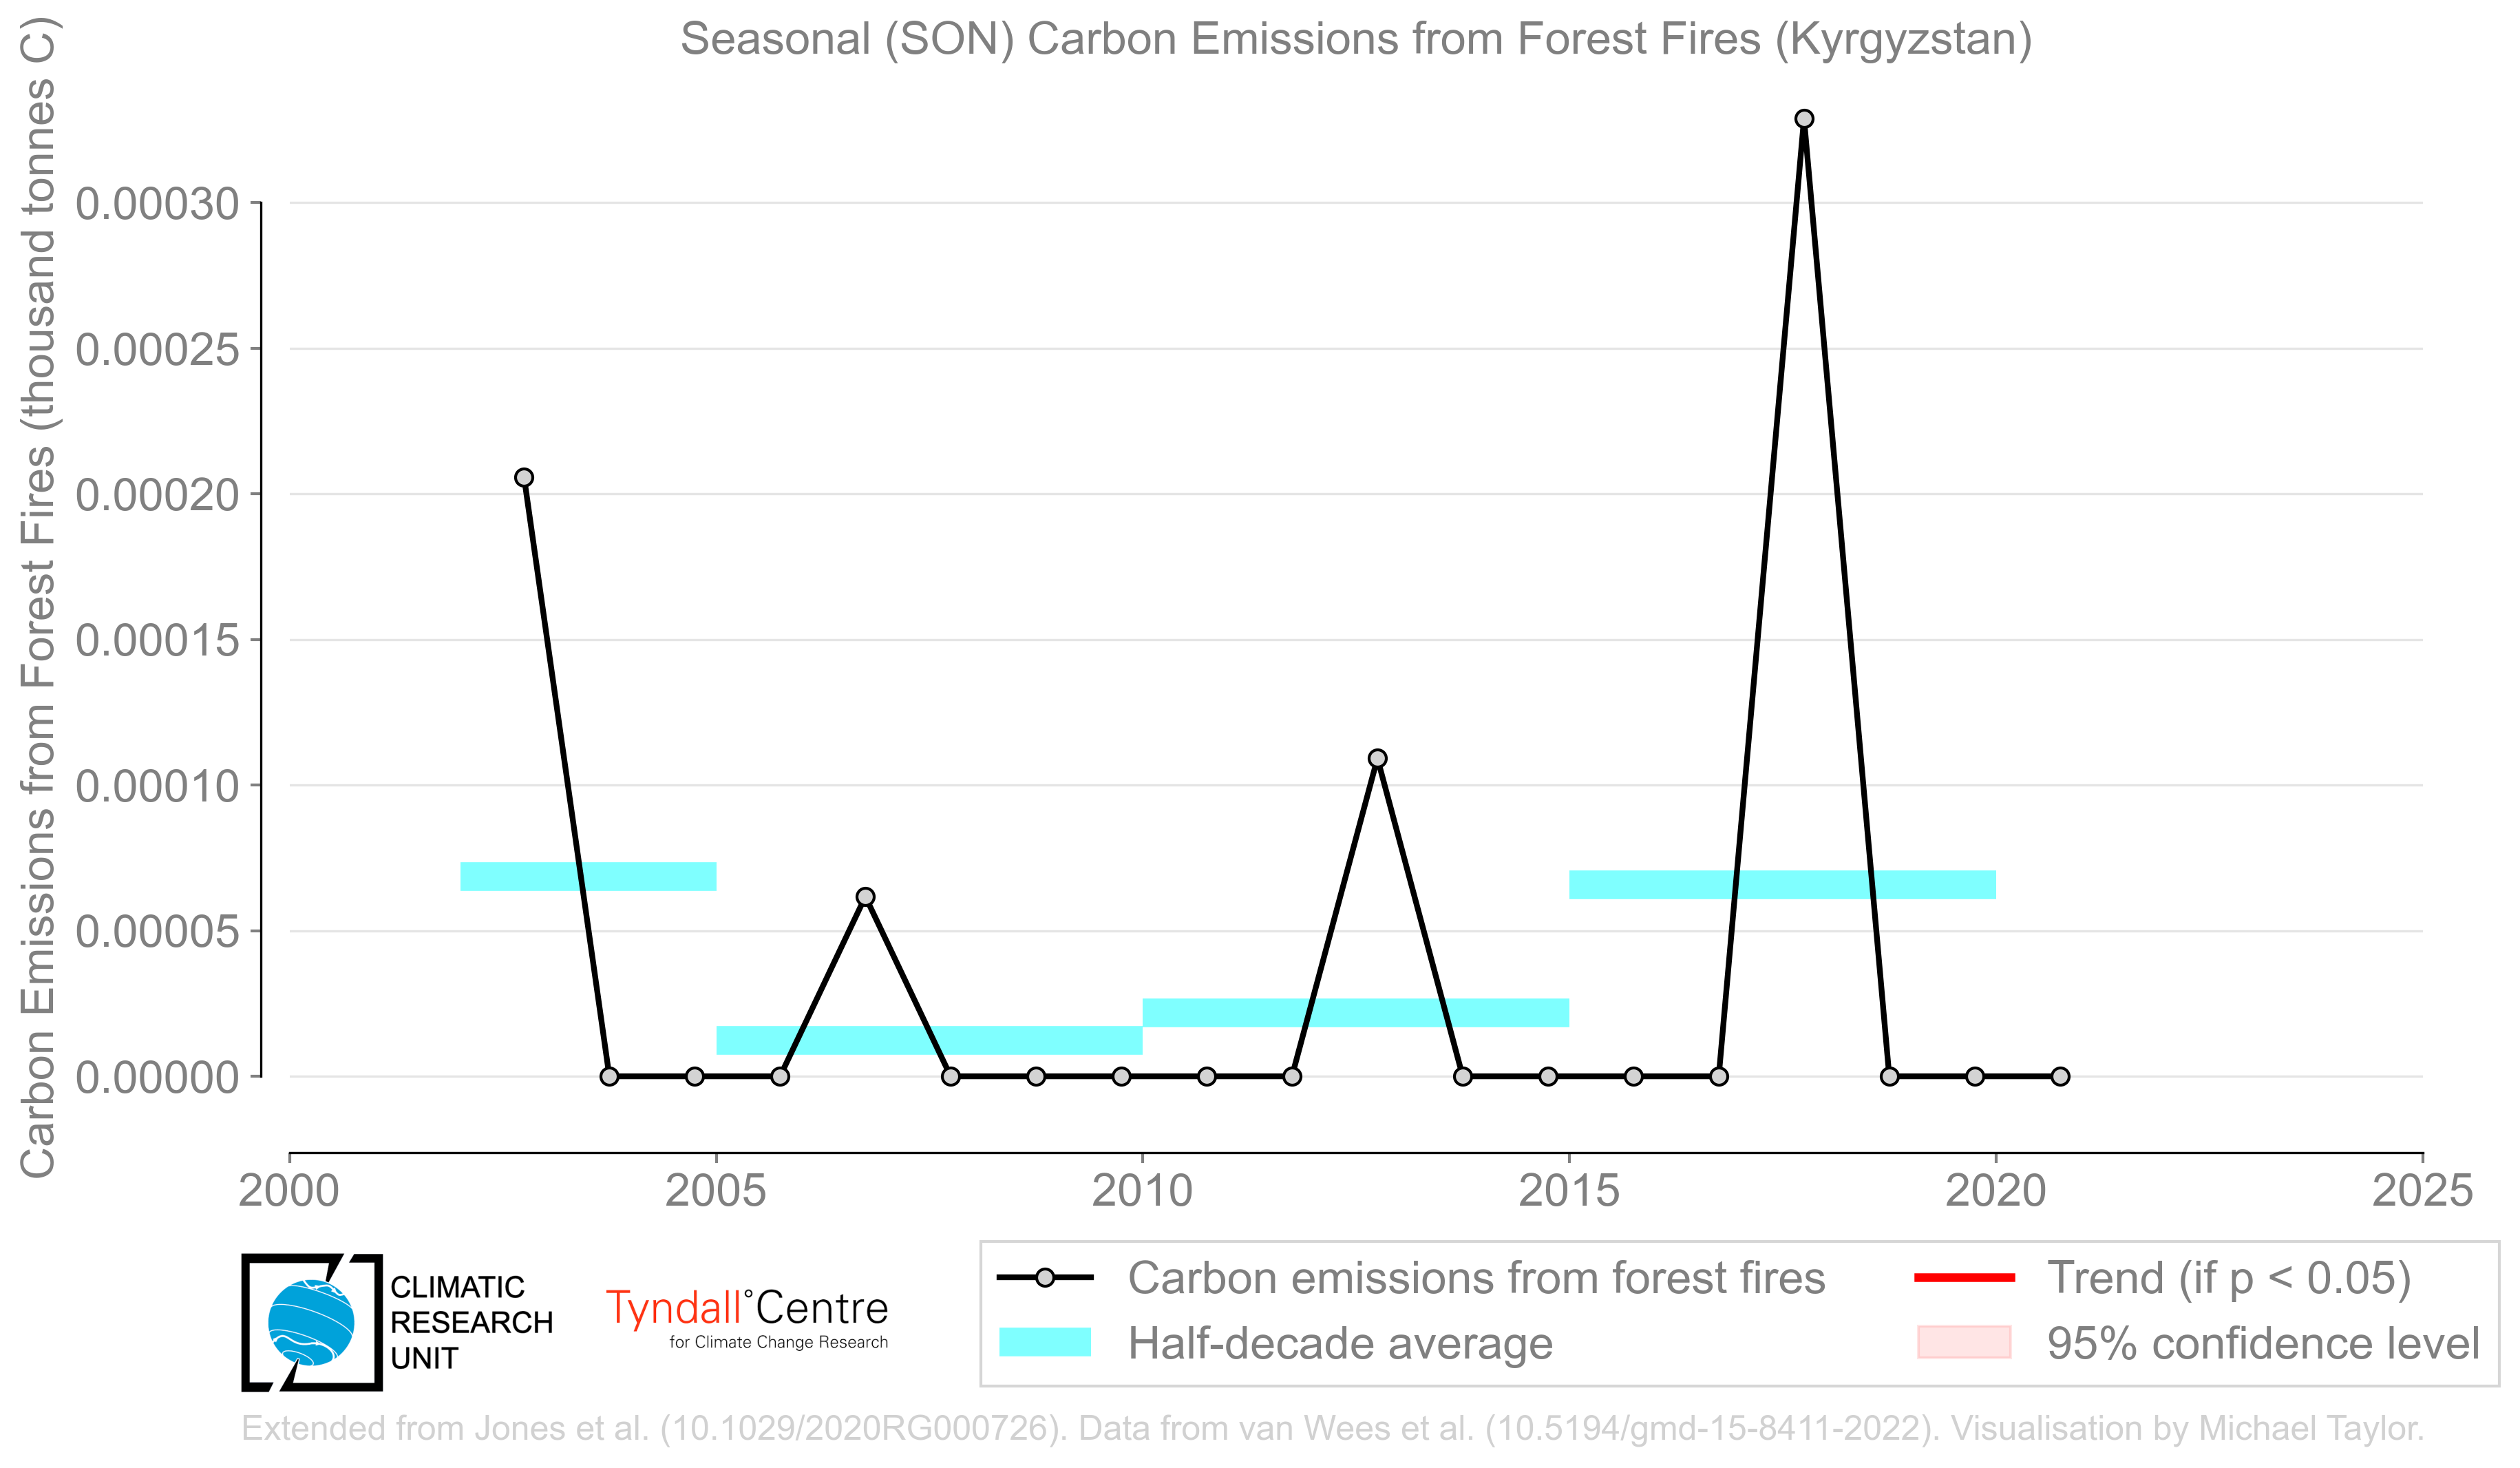 Seasonal (SON) Carbon Emissions from Forest Fires (Kyrgyzstan)
Carbon Emissions from Forest Fires (thousand tonnes C)
0.00030
0.00025
0.00020
0.00015
0.00010
0.00005
0.00000
2000 2005 2010 2015 2020 2025
CLIMATIC
RESEARCH
UNIT
Tyndall°Centre
for Climate Change Research
Carbon emissions from forest fires
Half-decade average
Trend (if p < 0.05)
95% confidence level
Extended from Jones et al. (10.1029/2020RG000726). Data from van Wees et al. (10.5194/gmd-15-8411-2022). Visualisation by Michael Taylor.